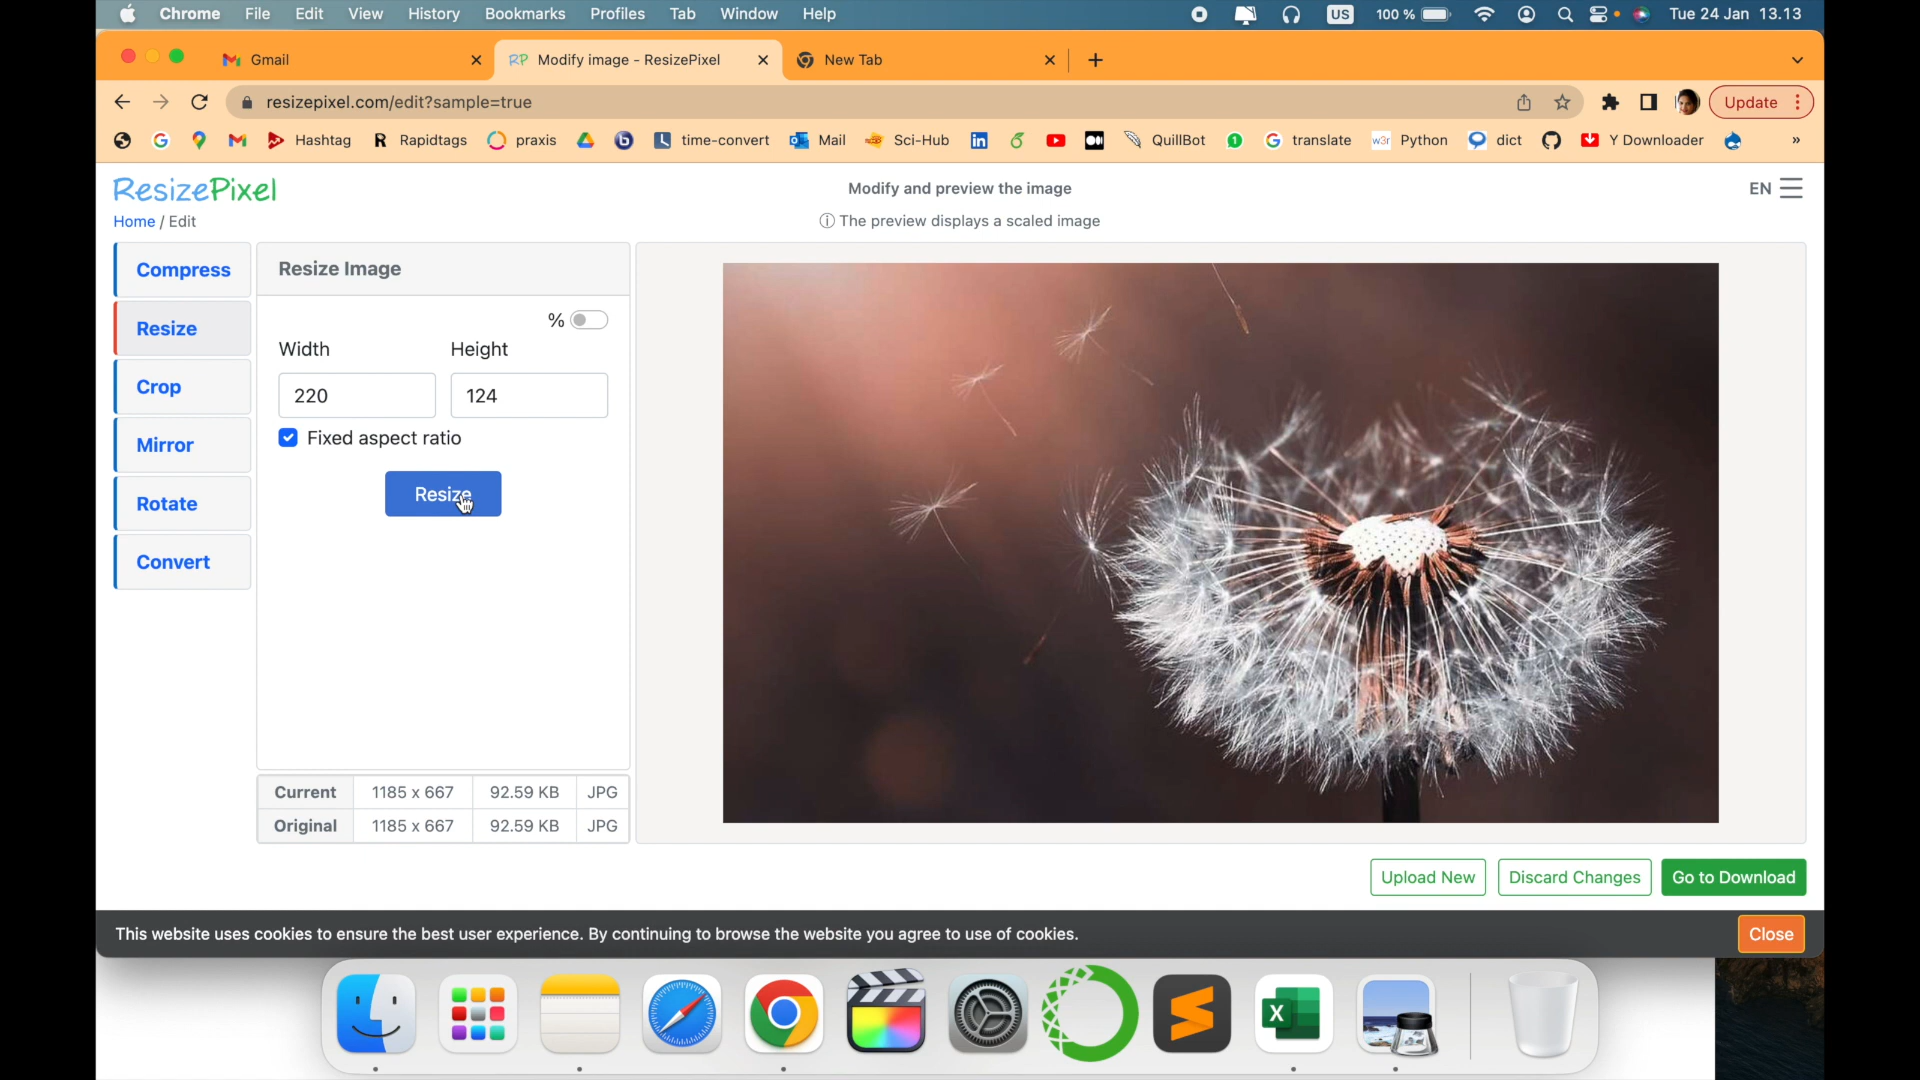 Chrome File Edit View History Bookmarks Profiles Tab Window Help US 100 % Tue 24 Jan 13.13
Gmail RP Modify image - ResizePixel New Tab
resizepixel.com/edit?sample=true Update
Hashtag R Rapidtags praxis L time-convert Mail Sci-Hub in QuillBot 1 translate w3r Python dict Y Downloader »
ResizePixel
Home / Edit
Modify and preview the image
The preview displays a scaled image
EN
Compress
Resize
Crop
Mirror
Rotate
Convert
Resize Image
%
Width Height
220 124
Fixed aspect ratio
Resize
Current 1185 x 667 92.59 KB JPG
Original 1185 x 667 92.59 KB JPG
Upload New Discard Changes Go to Download
This website uses cookies to ensure the best user experience. By continuing to browse the website you agree to use of cookies. Close
X